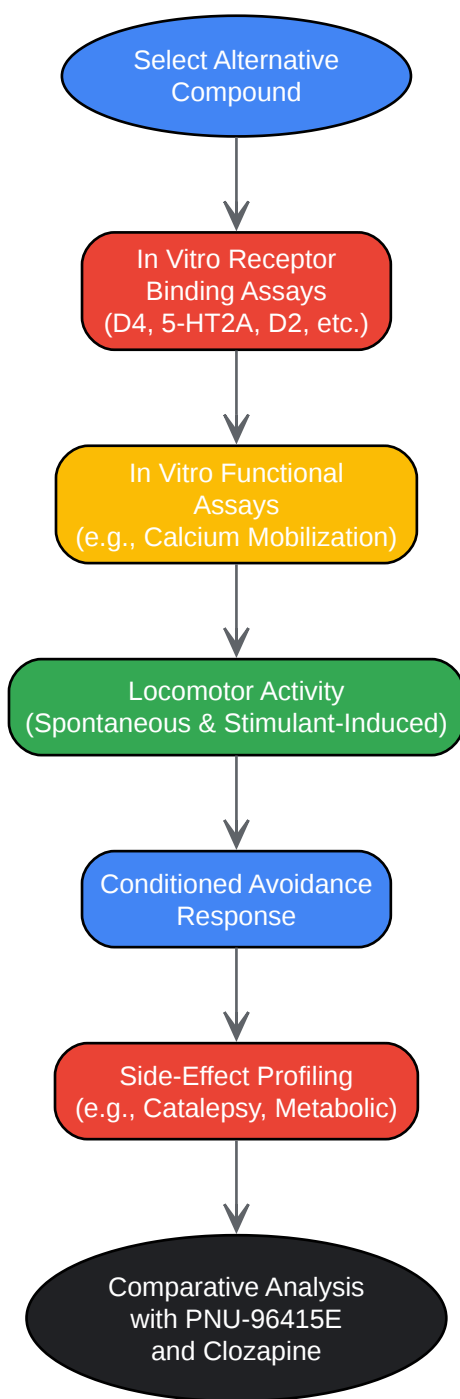 Select Alternative
Compound
In Vitro Receptor
Binding Assays
(D4, 5-HT2A, D2, etc.)
In Vitro Functional
Assays
(e.g., Calcium Mobilization)
Locomotor Activity
(Spontaneous & Stimulant-Induced)
Conditioned Avoidance
Response
Side-Effect Profiling
(e.g., Catalepsy, Metabolic)
Comparative Analysis
with PNU-96415E
and Clozapine